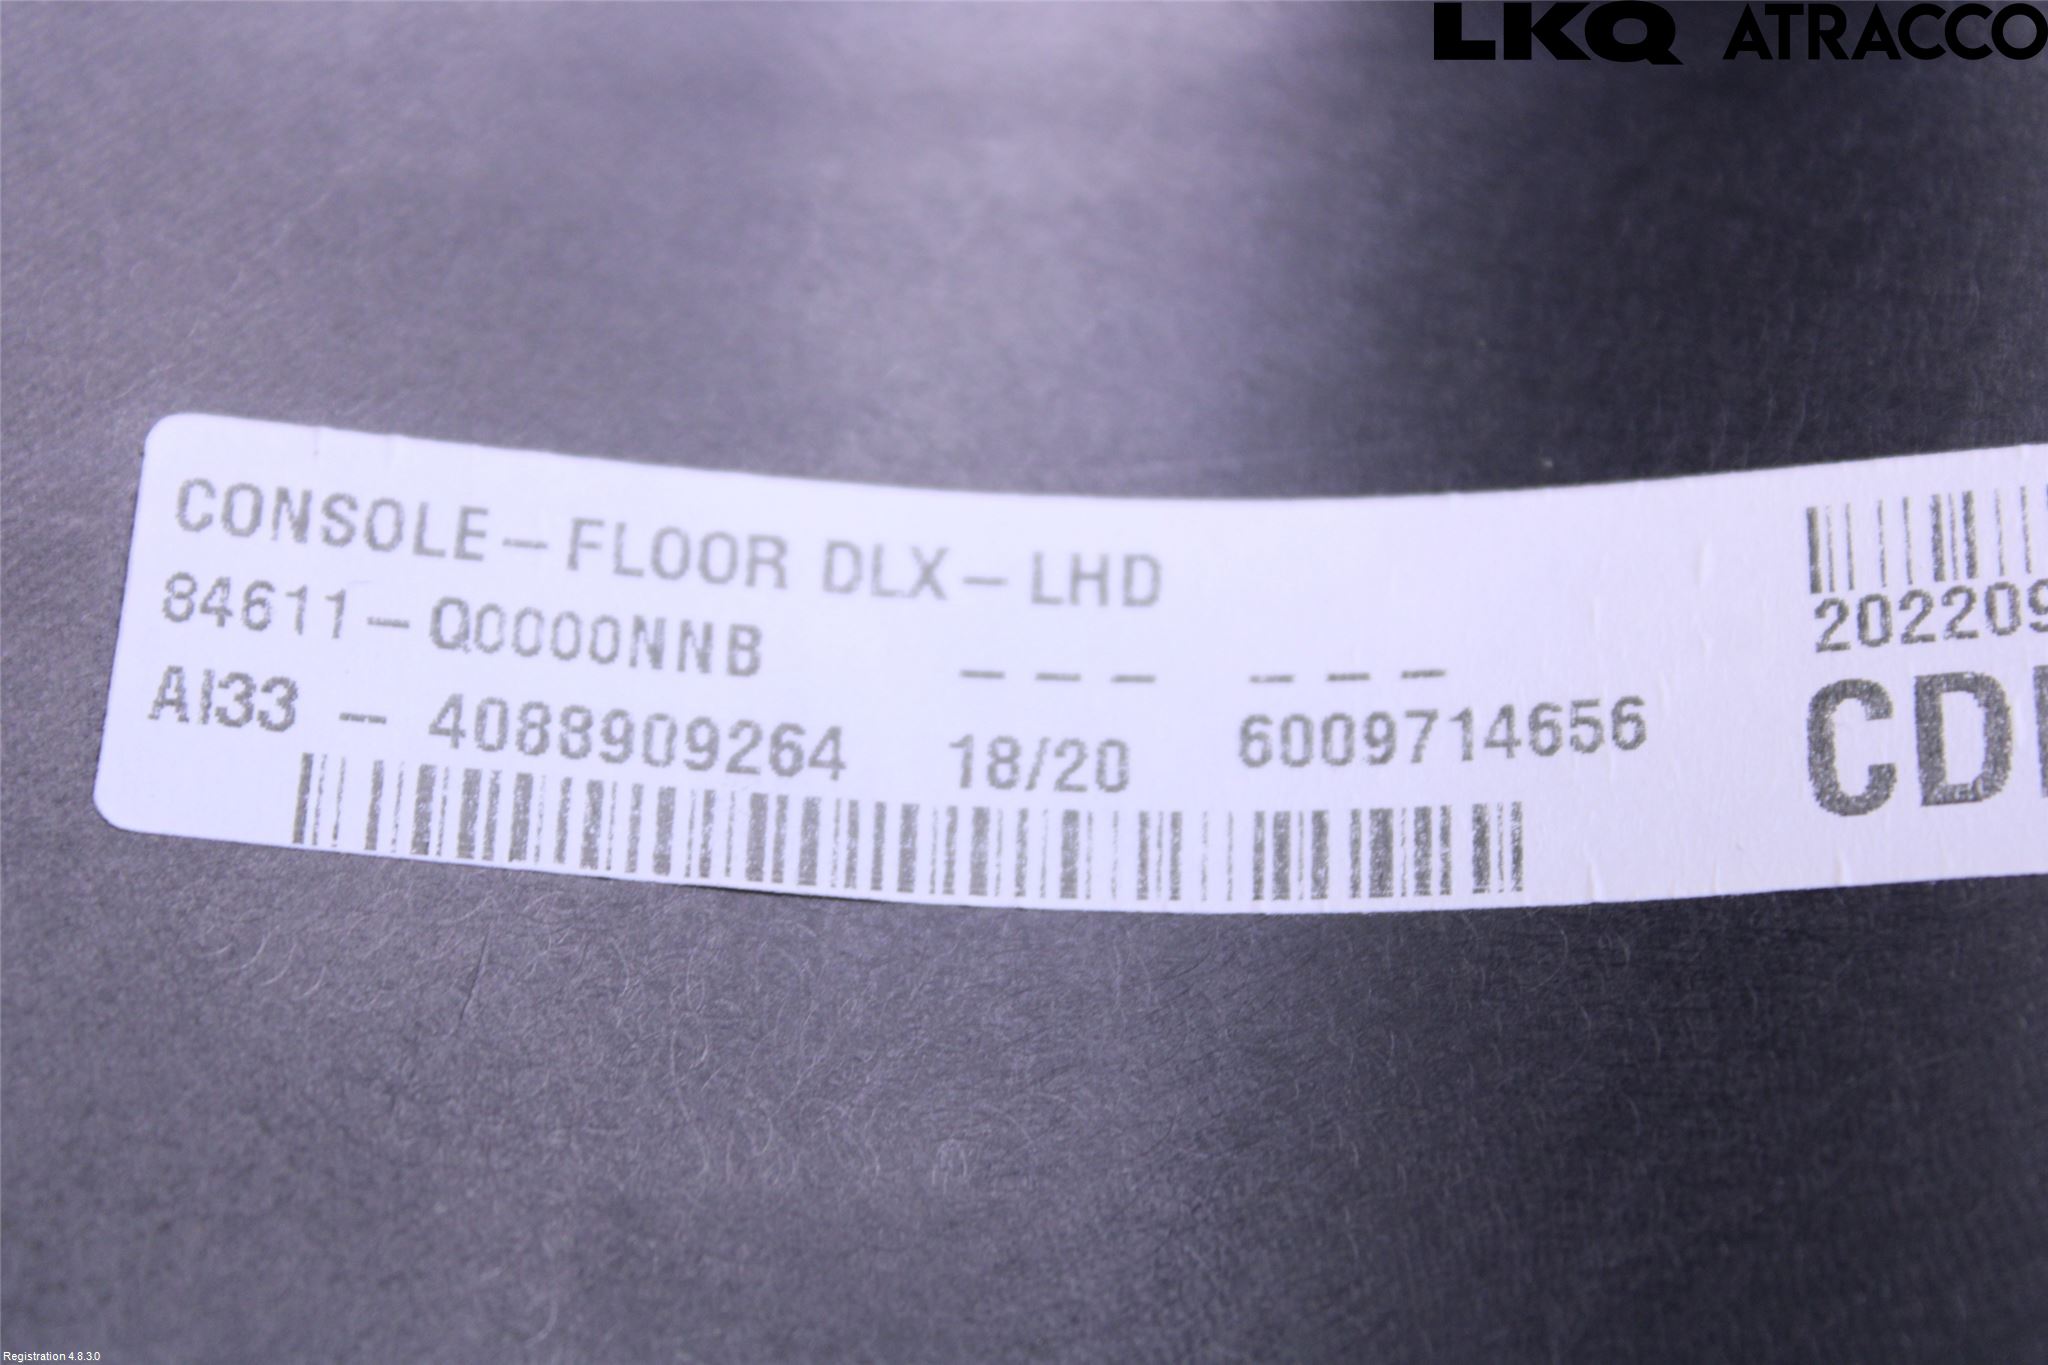 LKQ ATRACCO
CONSOLE-FLOOR DLX-LHD
84611-Q0000NNB --- ---
AI33 - 4088909264 18/20 6009714656
202209
CD
Registration 4.8.3.0